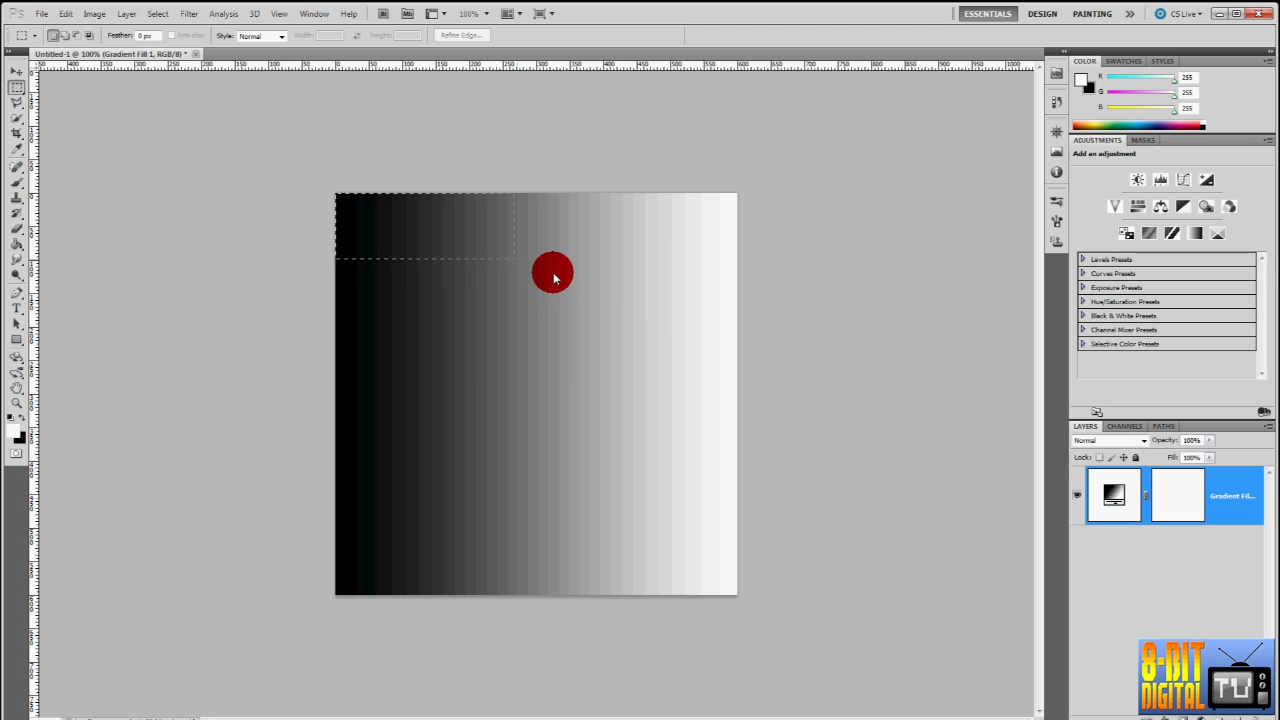 Ps File Edit Image Layer Select Filter Analysis 3D View Window Help 100% ESSENTIALS DESIGN PAINTING CS Live
Feather: 0 px Anti-alias Style: Normal Width: Height: Refine Edge...
Untitled-1 @ 100% (Gradient Fill 1, RGB/8) *
COLOR SWATCHES STYLES
R 255
G 255
B 255
ADJUSTMENTS MASKS
Add an adjustment
Levels Presets
Curves Presets
Exposure Presets
Hue/Saturation Presets
Black & White Presets
Channel Mixer Presets
Selective Color Presets
LAYERS CHANNELS PATHS
Normal Opacity: 100%
Lock: Fill: 100%
Gradient Fil...
8-BIT
DIGITAL
TV